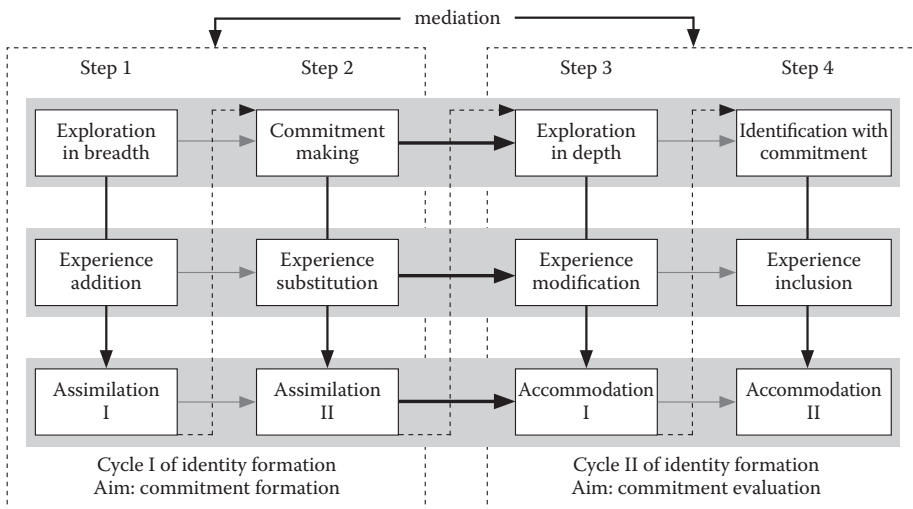 mediation
Step 1
Step 2
Step 3
Step 4
Exploration
in breadth
Commitment
making
Exploration
in depth
Identification with
commitment
Experience
addition
Experience
substitution
Experience
modification
Experience
inclusion
Assimilation
I
Assimilation
II
Accommodation
I
Accommodation
II
Cycle I of identity formation
Aim: commitment formation
Cycle II of identity formation
Aim: commitment evaluation